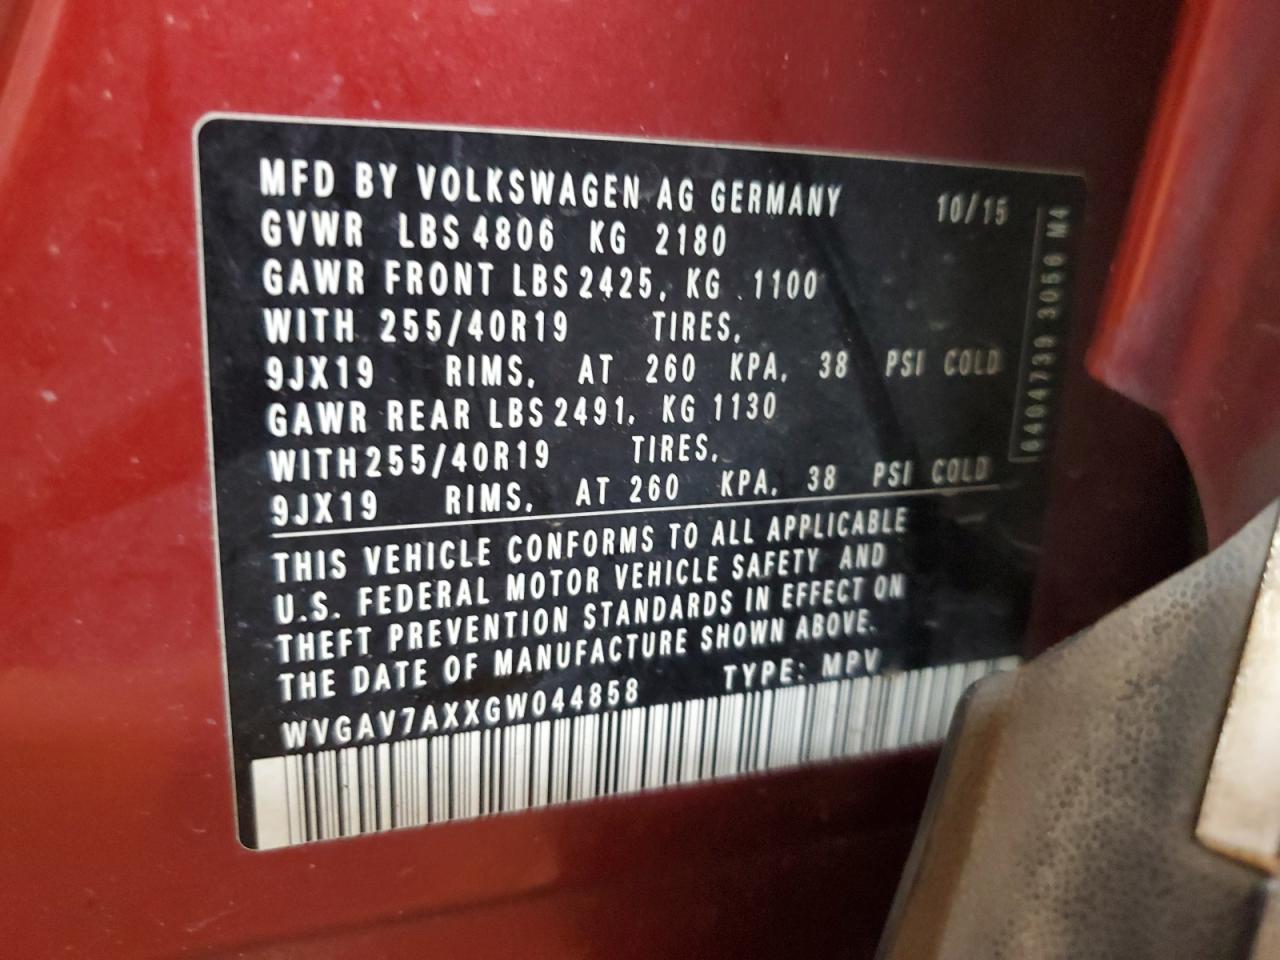 MFD BY VOLKSWAGEN AG GERMANY 10/15
GVWR LBS 4806 KG 2180
GAWR FRONT LBS 2425, KG 1100
WITH 255/40R19 TIRES,
9JX19 RIMS, AT 260 KPA, 38 PSI COLD
GAWR REAR LBS 2491, KG 1130
WITH 255/40R19 TIRES,
9JX19 RIMS, AT 260 KPA, 38 PSI COLD
THIS VEHICLE CONFORMS TO ALL APPLICABLE
U.S. FEDERAL MOTOR VEHICLE SAFETY AND
THEFT PREVENTION STANDARDS IN EFFECT ON
THE DATE OF MANUFACTURE SHOWN ABOVE.
WVGAV7AXXGW044858 TYPE: MPV
3050 M4